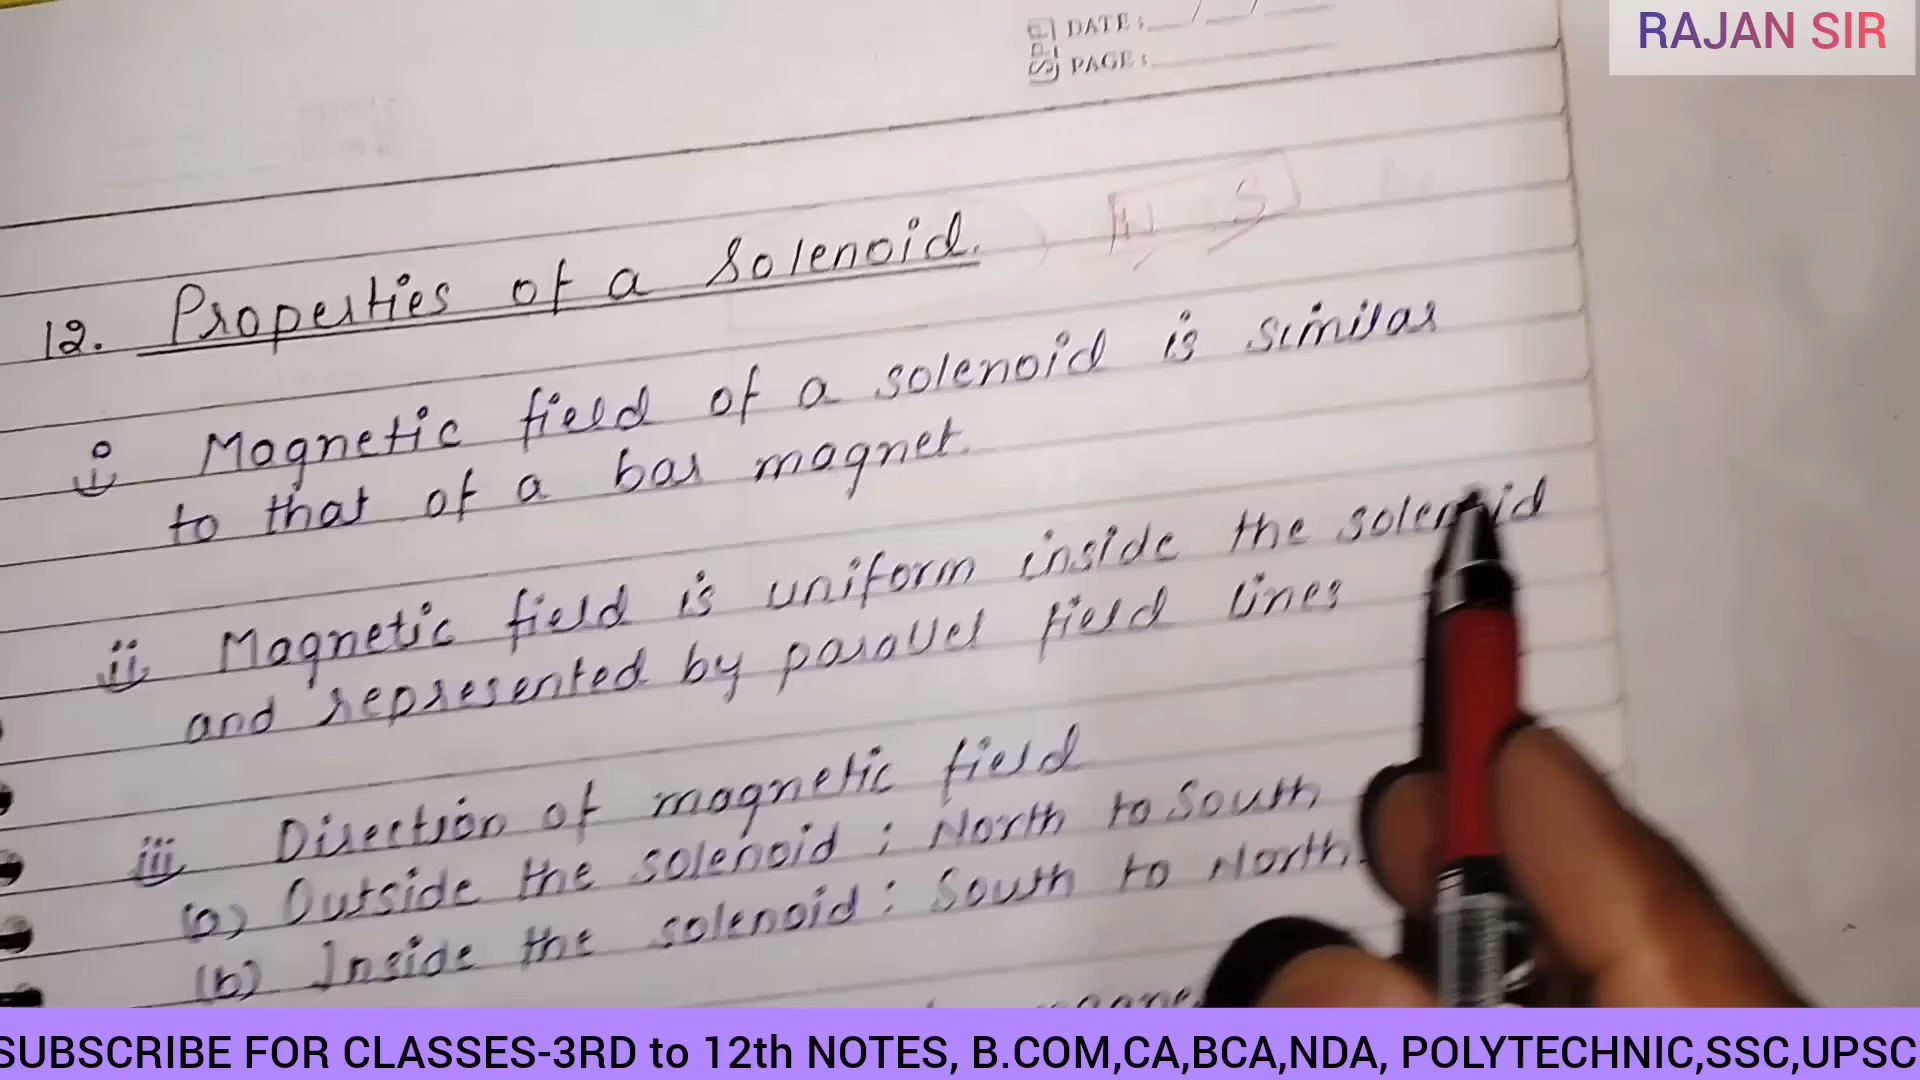 DATE : __/__/__
PAGE :
RAJAN SIR
N S
12. Properties of a Solenoid.
i Magnetic field of a solenoid is similar
to that of a bar magnet.
ii Magnetic field is uniform inside the solenoid
and represented by parallel field lines
iii Direction of magnetic field
(a) Outside the solenoid : North to South
(b) Inside the solenoid : South to North.
SUBSCRIBE FOR CLASSES-3RD to 12th NOTES, B.COM,CA,BCA,NDA, POLYTECHNIC,SSC,UPSC